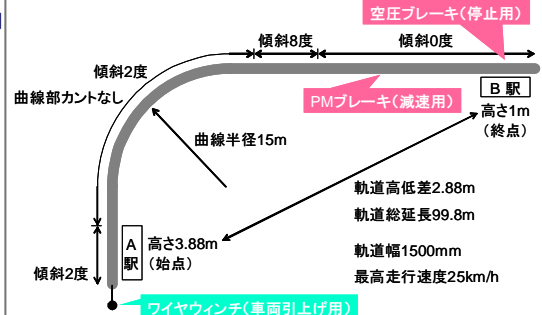 空圧ブレーキ(停止用)
傾斜8度
傾斜0度
傾斜2度
曲線部カントなし
PMブレーキ(減速用)
B 駅
高さ1m
(終点)
曲線半径15m
軌道高低差2.88m
軌道総延長99.8m
A
駅
高さ3.88m
(始点)
軌道幅1500mm
傾斜2度
最高走行速度25km/h
ワイヤウィンチ(車両引上げ用)